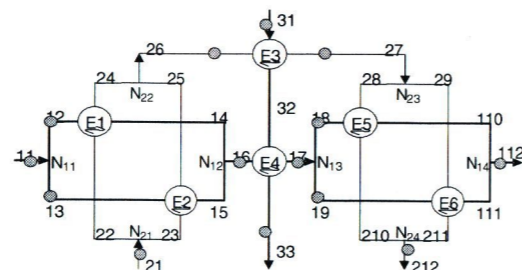 31
26 E3 27
24 25 28 29
N22 N23
32
12 E1 14 18 E5 110
11 N11 N12 16 E4 17 N13 N14 112
13 E2 15 19 E6 111
22 N21 23 33 210 N24 211
21 212